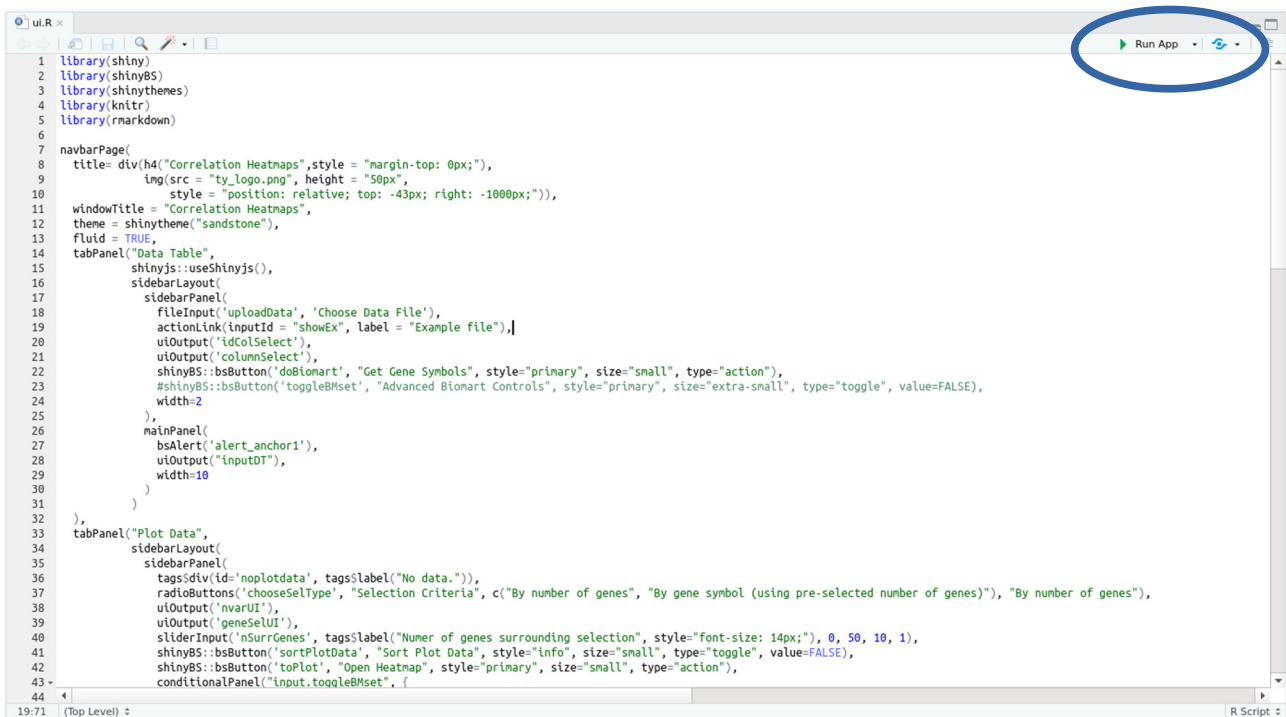 ui.R ×
Run App
1 library(shiny)
2 library(shinyBS)
3 library(shinythemes)
4 library(knitr)
5 library(rmarkdown)
6
7 navbarPage(
8   title= div(h4("Correlation Heatmaps",style = "margin-top: 0px;"),
9              img(src = "ty_logo.png", height = "50px",
10                  style = "position: relative; top: -43px; right: -1000px;")),
11   windowTitle = "Correlation Heatmaps",
12   theme = shinytheme("sandstone"),
13   fluid = TRUE,
14   tabPanel("Data Table",
15            shinyjs::useShinyjs(),
16            sidebarLayout(
17              sidebarPanel(
18                fileInput('uploadData', 'Choose Data File'),
19                actionLink(inputId = "showEx", label = "Example file"),
20                uiOutput('idColSelect'),
21                uiOutput('columnSelect'),
22                shinyBS::bsButton('doBiomart', "Get Gene Symbols", style="primary", size="small", type="action"),
23                #shinyBS::bsButton('toggleBMset', "Advanced Biomart Controls", style="primary", size="extra-small", type="toggle", value=FALSE),
24                width=2
25              ),
26              mainPanel(
27                bsAlert('alert_anchor1'),
28                uiOutput("inputDT"),
29                width=10
30              )
31            )
32   ),
33   tabPanel("Plot Data",
34            sidebarLayout(
35              sidebarPanel(
36                tags$div(id='noplotdata', tags$label("No data.")),
37                radioButtons('chooseSelType', "Selection Criteria", c("By number of genes", "By gene symbol (using pre-selected number of genes)"), "By number of genes"),
38                uiOutput('nvarUI'),
39                uiOutput('geneSelUI'),
40                sliderInput('nSurrGenes', tags$label("Numer of genes surrounding selection", style="font-size: 14px;"), 0, 50, 10, 1),
41                shinyBS::bsButton('sortPlotData', "Sort Plot Data", style="info", size="small", type="toggle", value=FALSE),
42                shinyBS::bsButton('toPlot', "Open Heatmap", style="primary", size="small", type="action"),
43                conditionalPanel("input.toggleBMset", {
44
19:71 (Top Level) R Script